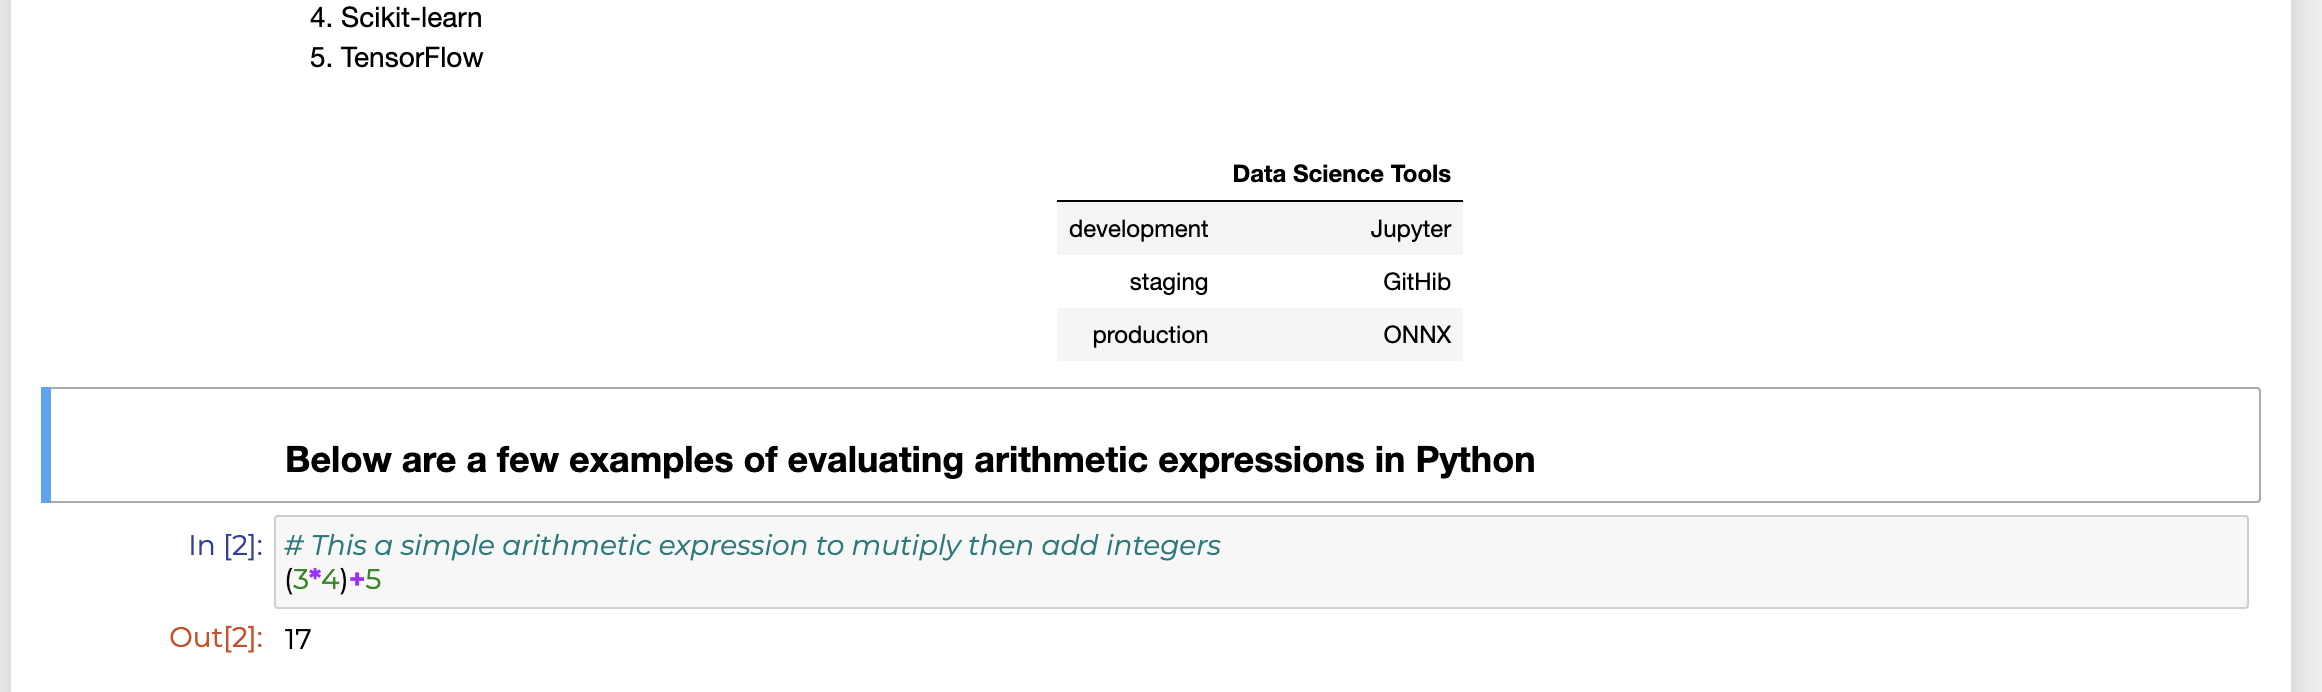 4. Scikit-learn
5. TensorFlow
Data Science Tools
development Jupyter
staging GitHib
production ONNX
Below are a few examples of evaluating arithmetic expressions in Python
In [2]: # This a simple arithmetic expression to mutiply then add integers
(3*4)+5
Out[2]: 17